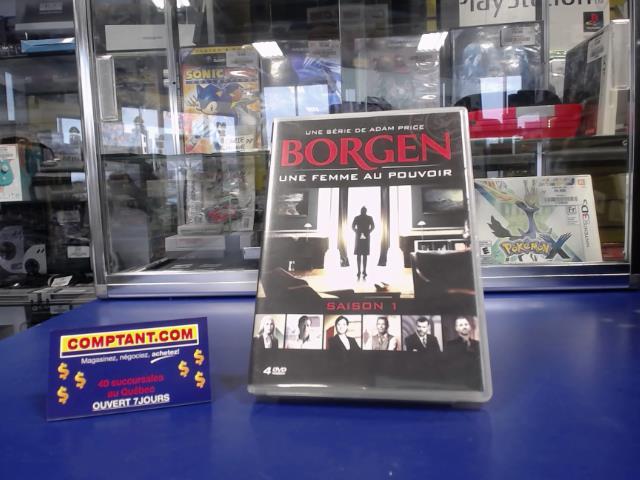 PlayStation
SONIC
UNE SÉRIE DE ADAM PRICE
BORGEN
UNE FEMME AU POUVOIR
SAISON 1
4 DVD
POKÉMON X
COMPTANT.COM
Magasinez, négociez, achetez!
$ $
$ $
$ $
40 succursales
au Québec
OUVERT 7JOURS